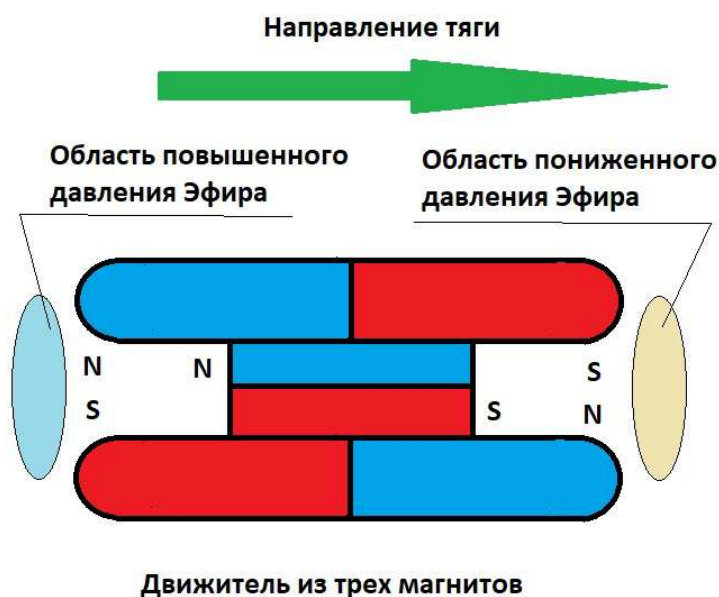 Направление тяги
Область повышенного
давления Эфира
Область пониженного
давления Эфира
N N S
S S N
Движитель из трех магнитов